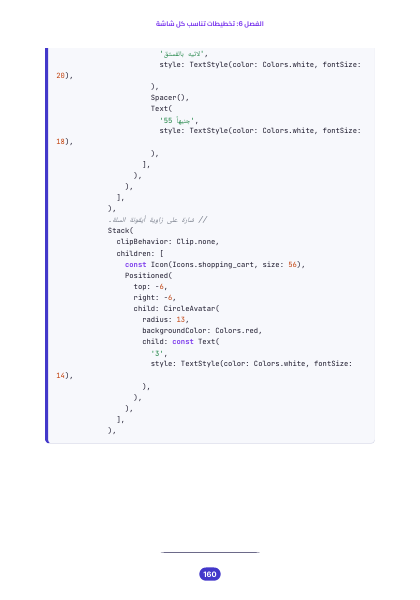 الفصل 6: تخطيطات تناسب كل شاشة
'لاتيه بالفستق',
style: TextStyle(color: Colors.white, fontSize:
20),
),
Spacer(),
Text(
'55 جنيهاً',
style: TextStyle(color: Colors.white, fontSize:
18),
),
],
),
),
],
),
// شارة على زاوية أيقونة السلة.
Stack(
clipBehavior: Clip.none,
children: [
const Icon(Icons.shopping_cart, size: 56),
Positioned(
top: -6,
right: -6,
child: CircleAvatar(
radius: 13,
backgroundColor: Colors.red,
child: const Text(
'3',
style: TextStyle(color: Colors.white, fontSize:
14),
),
),
),
],
),
160